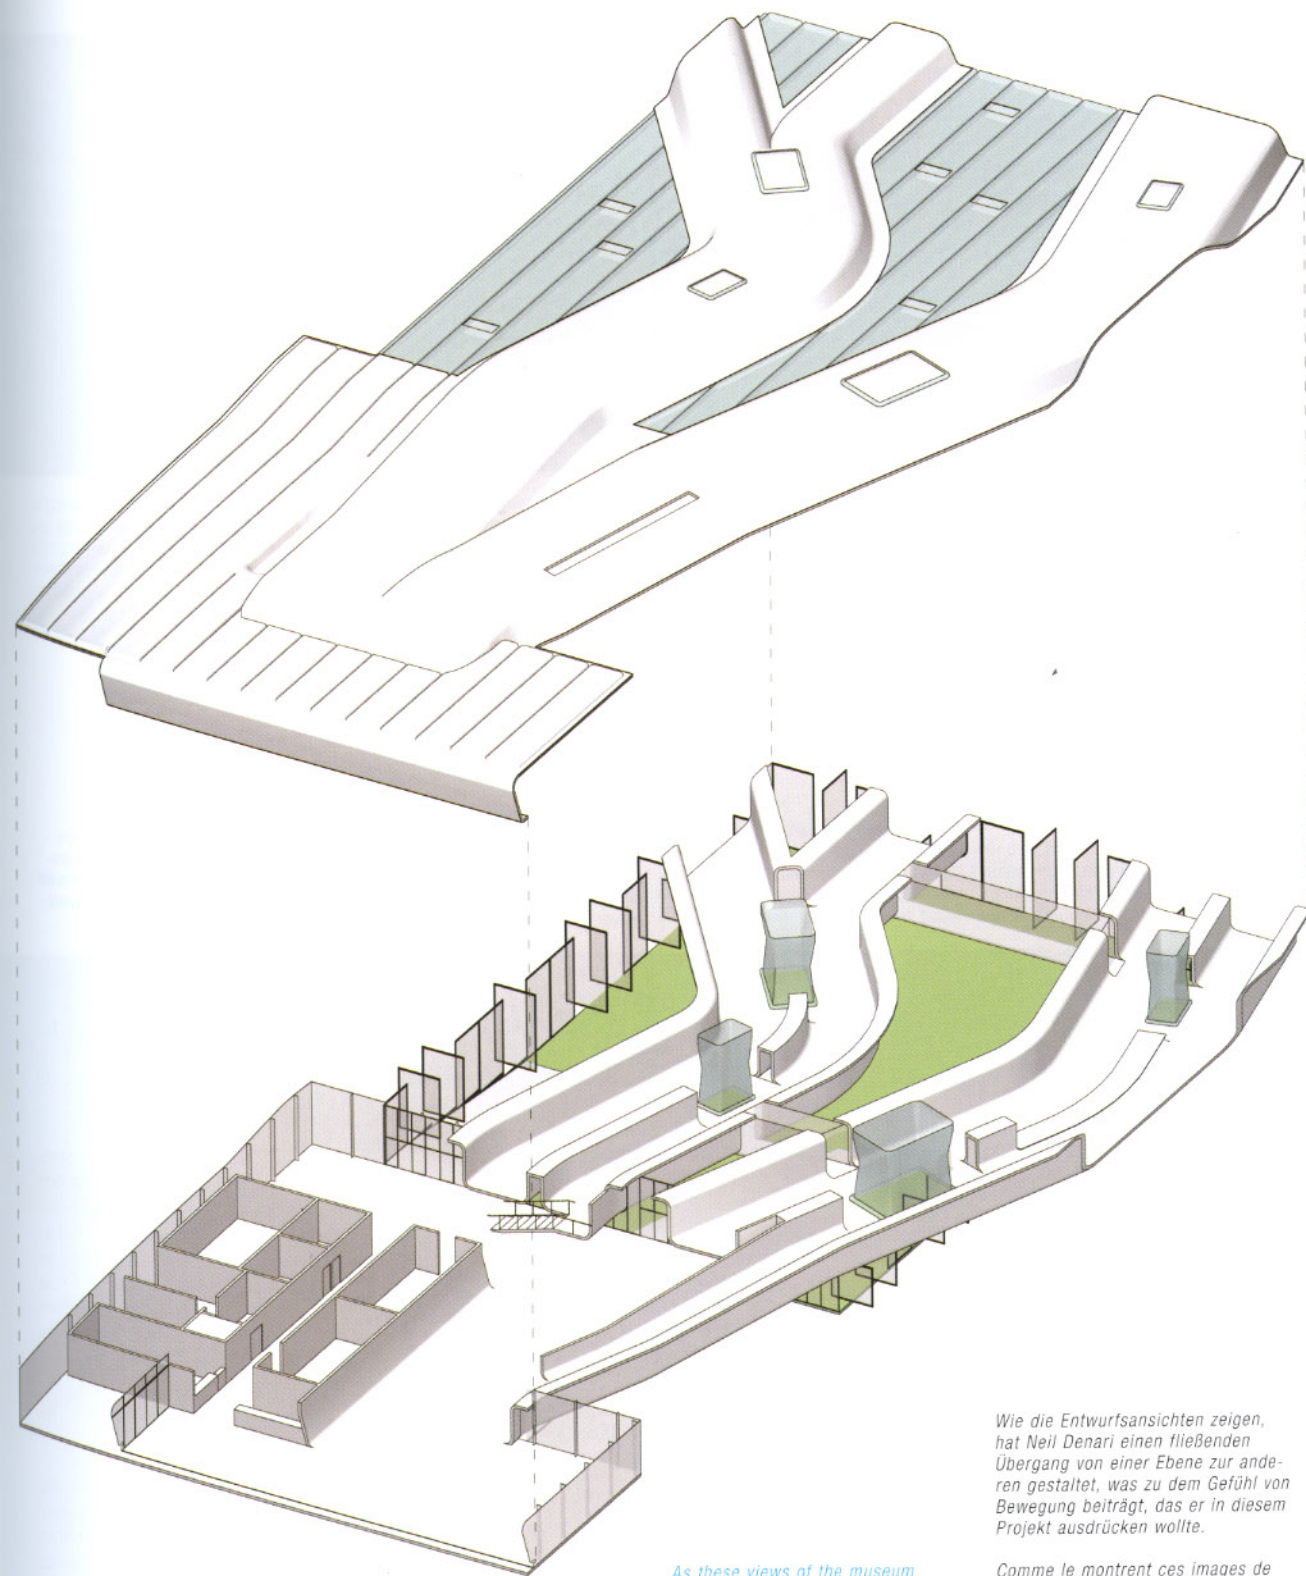 Wie die Entwurfsansichten zeigen,
hat Neil Denari einen fließenden
Übergang von einer Ebene zur ande-
ren gestaltet, was zu dem Gefühl von
Bewegung beiträgt, das er in diesem
Projekt ausdrücken wollte.
As these views of the museum
Comme le montrent ces images de